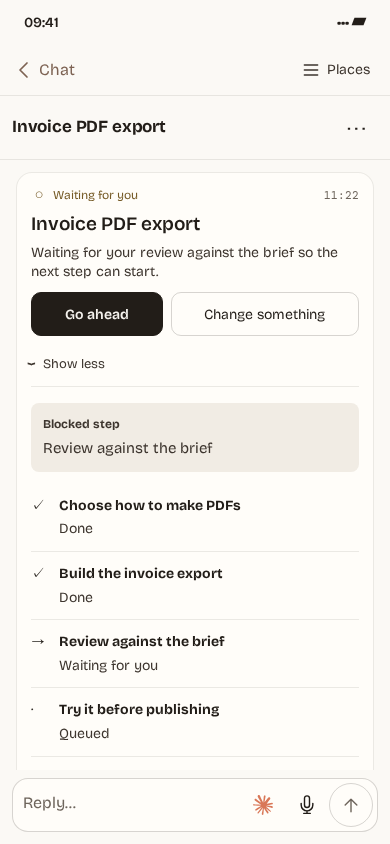 09:41
Chat
Places
Invoice PDF export
Waiting for you
11:22
Invoice PDF export
Waiting for your review against the brief so the
next step can start.
Go ahead
Change something
Show less
Blocked step
Review against the brief
Choose how to make PDFs
Done
Build the invoice export
Done
Review against the brief
Waiting for you
Try it before publishing
Queued
Reply...